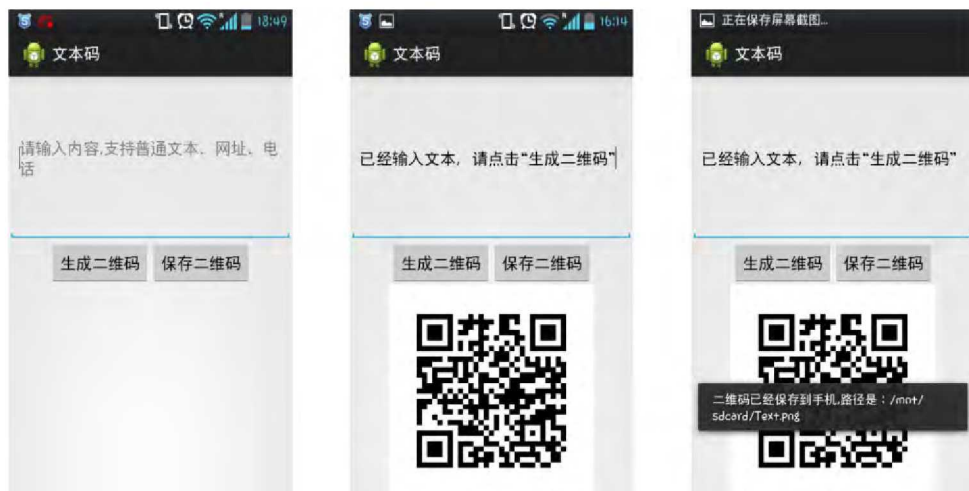 18:49
文本码
请输入内容,支持普通文本、网址、电
话
生成二维码 保存二维码
16:14
文本码
已经输入文本，请点击“生成二维码”
生成二维码 保存二维码
正在保存屏幕截图...
文本码
已经输入文本，请点击“生成二维码”
生成二维码 保存二维码
二维码已经保存到手机,路径是：/mnt/
sdcard/Text.png